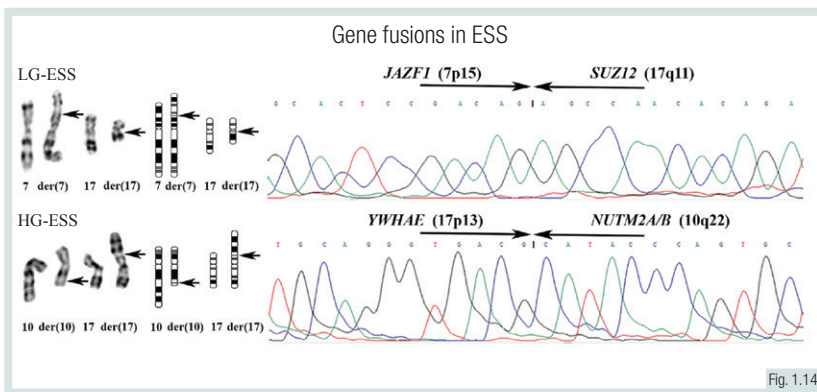 Gene fusions in ESS
LG-ESS
JAZF1 (7p15) SUZ12 (17q11)
G C A C T C C G A C A G A G C C A A C A C A G A
7 der(7) 17 der(17) 7 der(7) 17 der(17)
HG-ESS
YWHAE (17p13) NUTM2A/B (10q22)
T G C A G G G T G A C G C A T A C C C A G T G C
10 der(10) 17 der(17) 10 der(10) 17 der(17)
Fig. 1.14